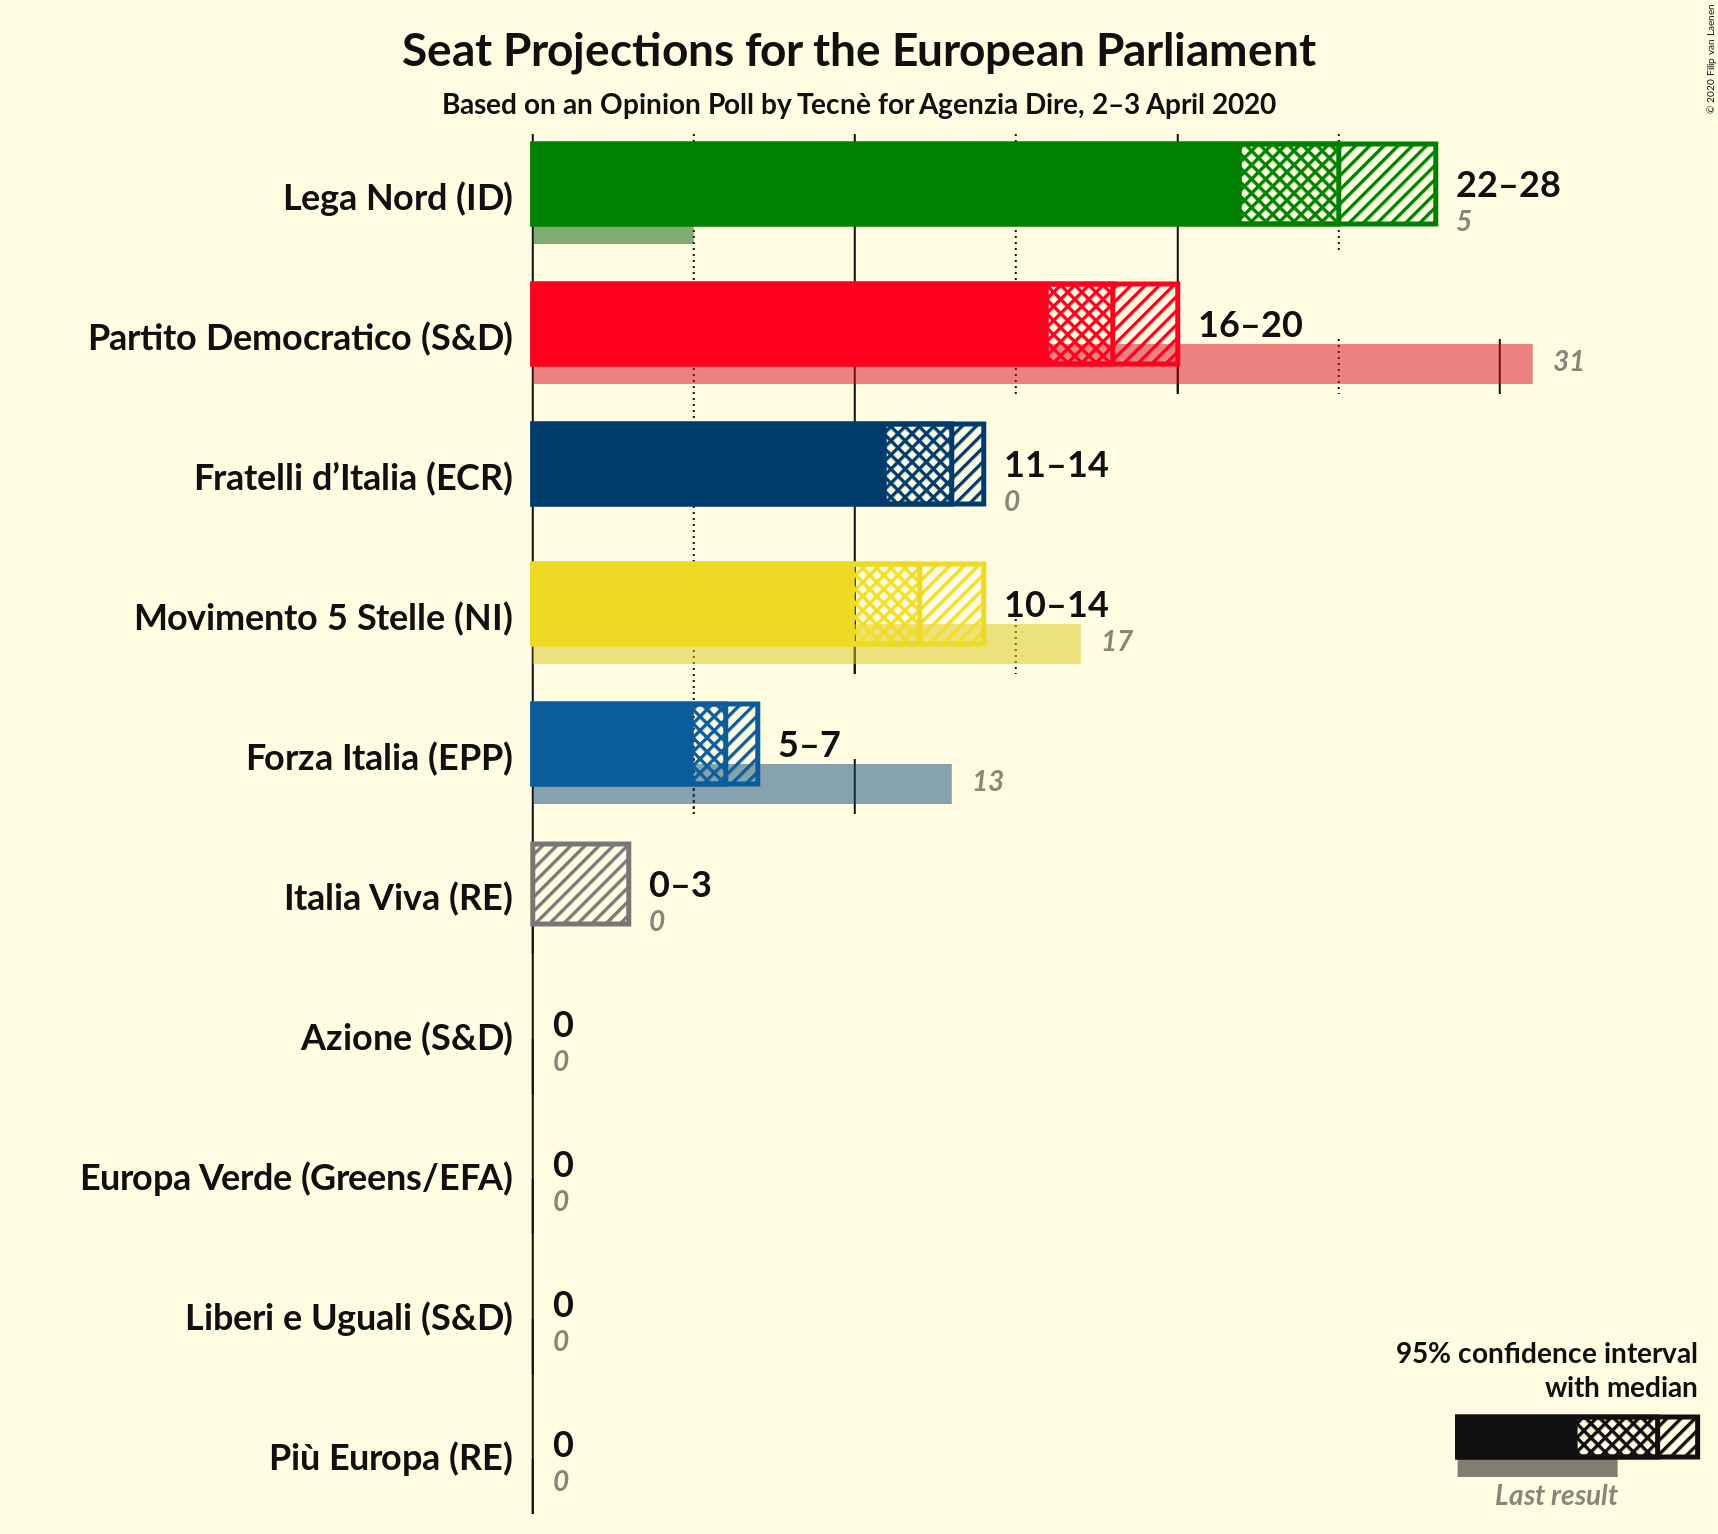 Seat Projections for the European Parliament
Based on an Opinion Poll by Tecnè for Agenzia Dire, 2–3 April 2020
© 2020 Filip van Laenen
Lega Nord (ID)
22–28
5
Partito Democratico (S&D)
16–20
31
Fratelli d’Italia (ECR)
11–14
0
Movimento 5 Stelle (NI)
10–14
17
Forza Italia (EPP)
5–7
13
Italia Viva (RE)
0–3
0
Azione (S&D)
0
0
Europa Verde (Greens/EFA)
0
0
Liberi e Uguali (S&D)
0
0
Più Europa (RE)
0
0
95% confidence interval
with median
Last result